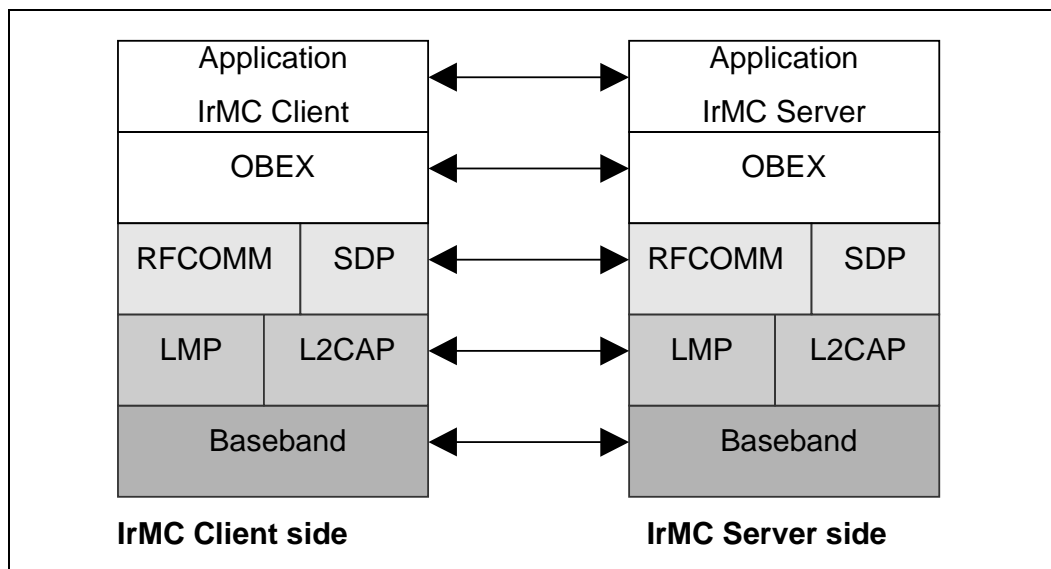 Application Application
IrMC Client IrMC Server
OBEX OBEX
RFCOMM SDP RFCOMM SDP
LMP L2CAP LMP L2CAP
Baseband Baseband
IrMC Client side IrMC Server side